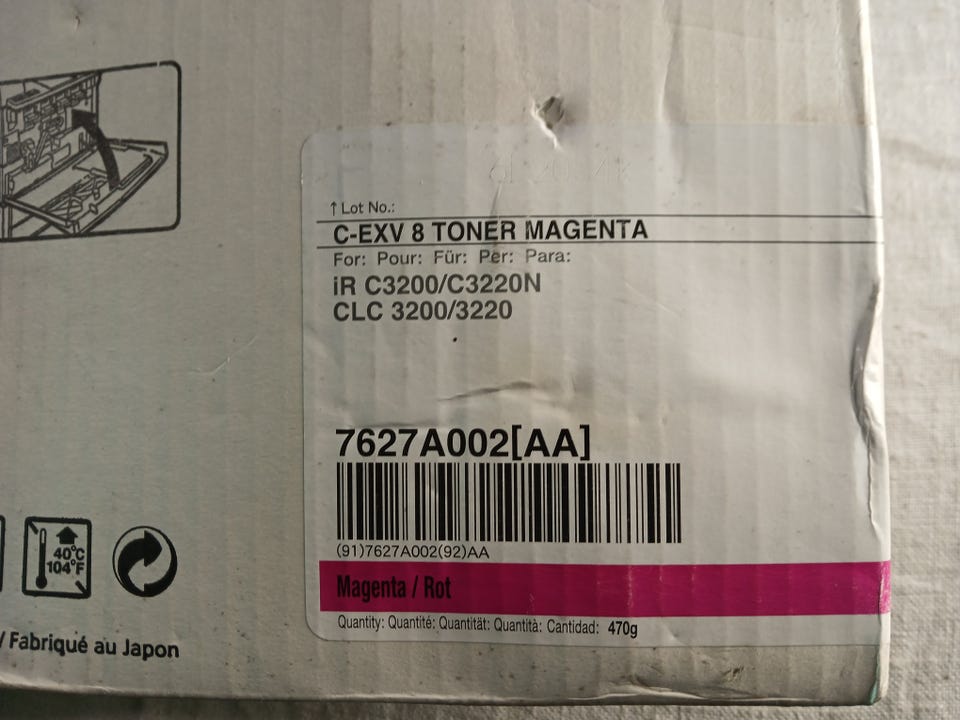 ↑ Lot No.:
C-EXV 8 TONER MAGENTA
For: Pour: Für: Per: Para:
iR C3200/C3220N
CLC 3200/3220
7627A002[AA]
(91)7627A002(92)AA
Magenta / Rot
Quantity: Quantité: Quantität: Quantità: Cantidad: 470g
40°C
104°F
/ Fabriqué au Japon